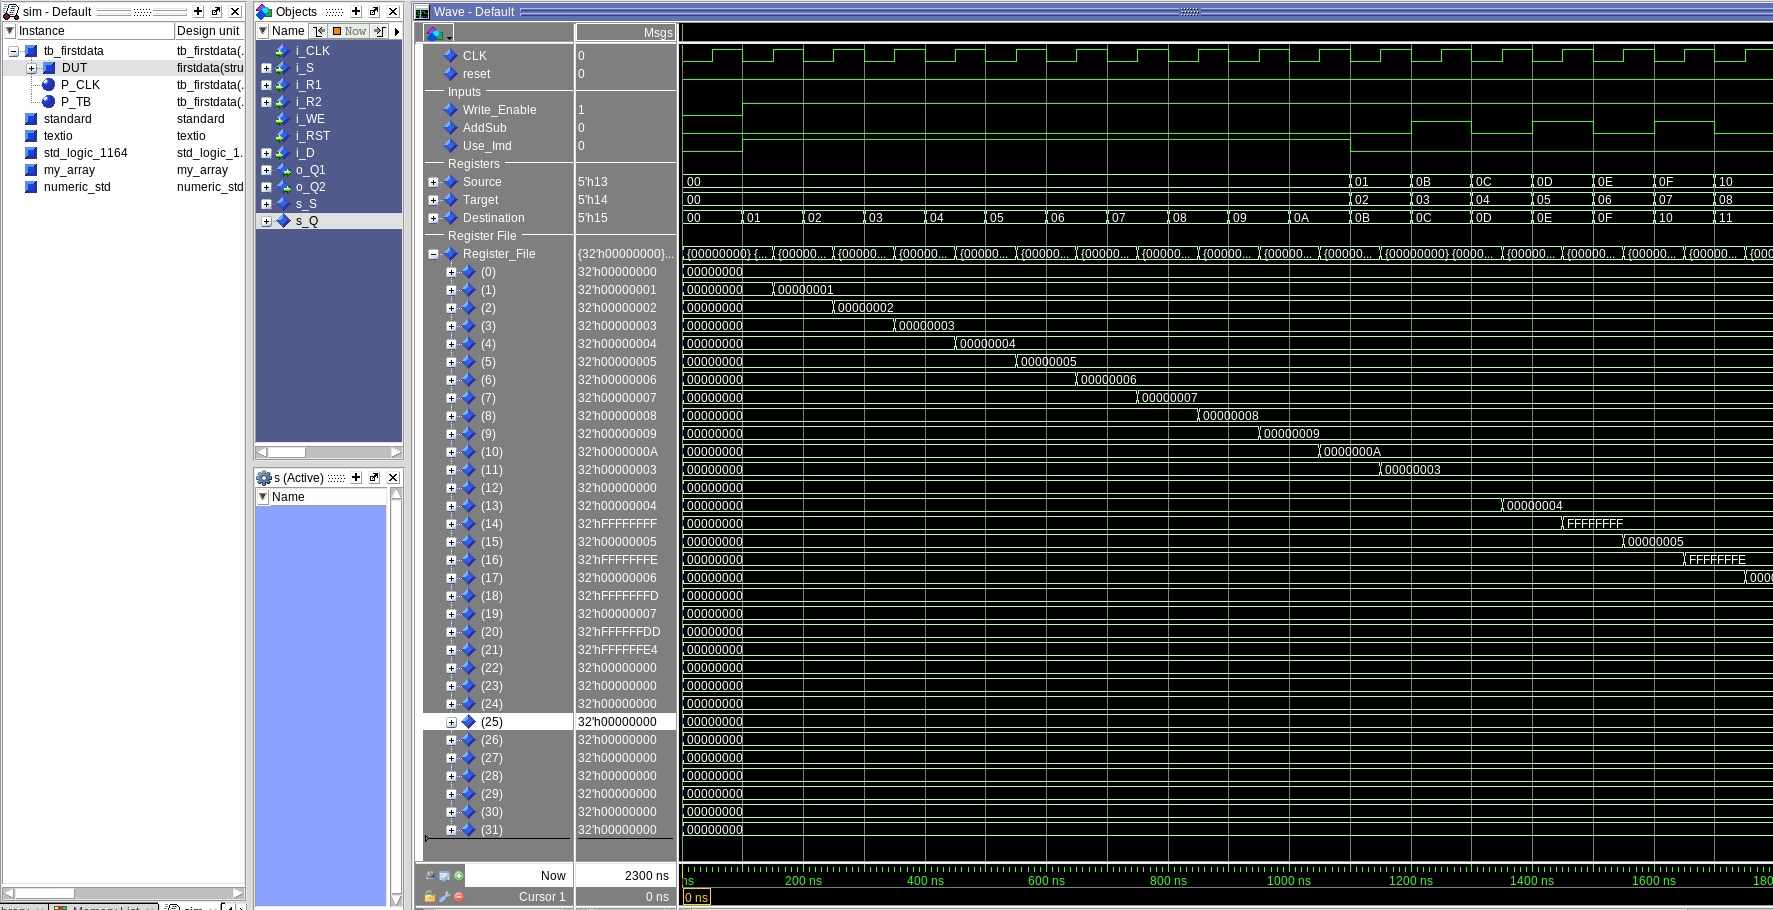 sim - Default
Instance Design unit
tb_firstdata tb_firstdata(.
DUT firstdata(stru
P_CLK tb_firstdata(.
P_TB tb_firstdata(.
standard standard
textio textio
std_logic_1164 std_logic_1.
my_array my_array
numeric_std numeric_std
Objects
Name Now
i_CLK
i_S
i_R1
i_R2
i_WE
i_RST
i_D
o_Q1
o_Q2
s_S
s_Q
s (Active)
Name
Wave - Default
Msgs
CLK 0
reset 0
Inputs
Write_Enable 1
AddSub 0
Use_Imd 0
Registers
Source 5'h13 00 01 0B 0C 0D 0E 0F 10
Target 5'h14 00 02 03 04 05 06 07 08
Destination 5'h15 00 01 02 03 04 05 06 07 08 09 0A 0B 0C 0D 0E 0F 10 11
Register File
Register_File {32'h00000000}... {00000000} {... {00000... {00000... {00000... {00000... {00000... {00000... {00000... {00000... {00000... {00000... {00000000} {0000... {00000... {00000... {00000... {00000... {000
(0) 32'h00000000 00000000
(1) 32'h00000001 00000000 00000001
(2) 32'h00000002 00000000 00000002
(3) 32'h00000003 00000000 00000003
(4) 32'h00000004 00000000 00000004
(5) 32'h00000005 00000000 00000005
(6) 32'h00000006 00000000 00000006
(7) 32'h00000007 00000000 00000007
(8) 32'h00000008 00000000 00000008
(9) 32'h00000009 00000000 00000009
(10) 32'h0000000A 00000000 0000000A
(11) 32'h00000003 00000000 00000003
(12) 32'h00000000 00000000
(13) 32'h00000004 00000000 00000004
(14) 32'hFFFFFFFF 00000000 FFFFFFFF
(15) 32'h00000005 00000000 00000005
(16) 32'hFFFFFFFE 00000000 FFFFFFFE
(17) 32'h00000006 00000000 0000
(18) 32'hFFFFFFFD 00000000
(19) 32'h00000007 00000000
(20) 32'hFFFFFFDD 00000000
(21) 32'hFFFFFFE4 00000000
(22) 32'h00000000 00000000
(23) 32'h00000000 00000000
(24) 32'h00000000 00000000
(25) 32'h00000000 00000000
(26) 32'h00000000 00000000
(27) 32'h00000000 00000000
(28) 32'h00000000 00000000
(29) 32'h00000000 00000000
(30) 32'h00000000 00000000
(31) 32'h00000000 00000000
Now 2300 ns ns 200 ns 400 ns 600 ns 800 ns 1000 ns 1200 ns 1400 ns 1600 ns 180
Cursor 1 0 ns 0 ns